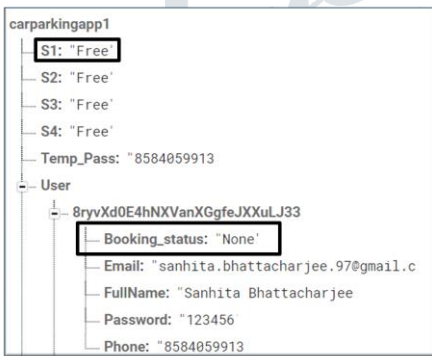 carparkingapp1
S1: "Free"
S2: "Free"
S3: "Free"
S4: "Free"
Temp_Pass: "8584059913
User
8ryvXd0E4hNXVanXGgfeJXXuLJ33
Booking_status: "None"
Email: "sanhita.bhattacharjee.97@gmail.c
FullName: "Sanhita Bhattacharjee
Password: "123456
Phone: "8584059913